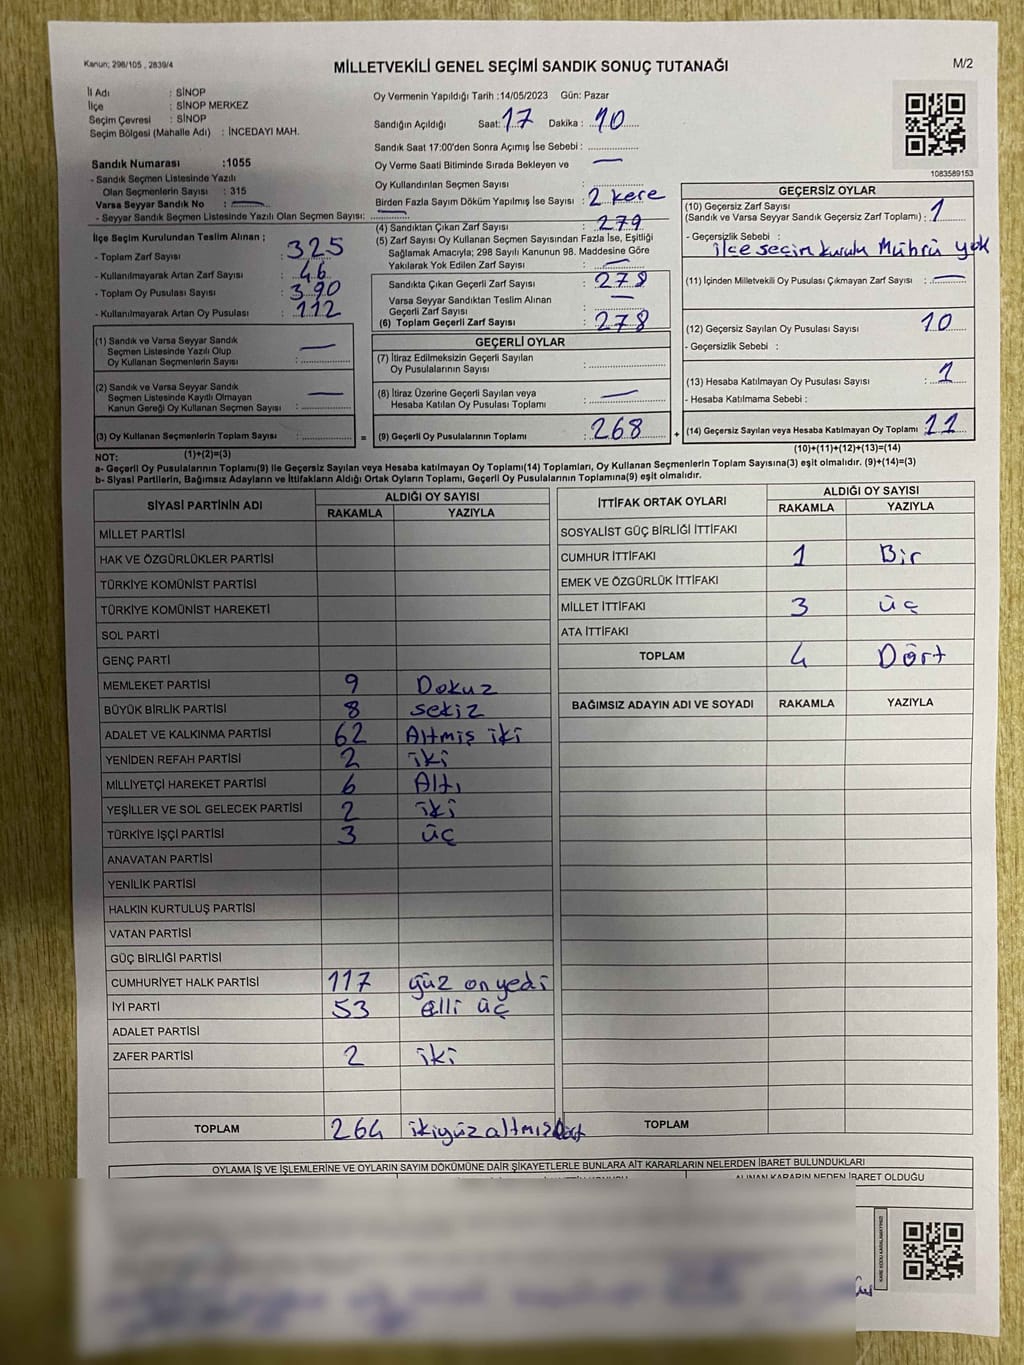 Kanun; 298/105 , 2839/4
MİLLETVEKİLİ GENEL SEÇİMİ SANDIK SONUÇ TUTANAĞI
M/2
İl Adı : SİNOP
İlçe : SİNOP MERKEZ
Seçim Çevresi : SİNOP
Seçim Bölgesi (Mahalle Adı) : İNCEDAYI MAH.
Sandık Numarası :1055
- Sandık Seçmen Listesinde Yazılı
Olan Seçmenlerin Sayısı : 315
Varsa Seyyar Sandık No : —
- Seyyar Sandık Seçmen Listesinde Yazılı Olan Seçmen Sayısı: —
Oy Vermenin Yapıldığı Tarih :14/05/2023 Gün: Pazar
Sandığın Açıldığı Saat: 17 Dakika : 10
Sandık Saat 17:00'den Sonra Açımış İse Sebebi :
Oy Verme Saati Bitiminde Sırada Bekleyen ve —
Oy Kullandırılan Seçmen Sayısı :
Birden Fazla Sayım Döküm Yapılmış İse Sayısı : 2 kere
1083589153
İlçe Seçim Kurulundan Teslim Alınan ;
- Toplam Zarf Sayısı : 325
- Kullanılmayarak Artan Zarf Sayısı : 46
- Toplam Oy Pusulası Sayısı : 390
- Kullanılmayarak Artan Oy Pusulası : 112
(1) Sandık ve Varsa Seyyar Sandık —
Seçmen Listesinde Yazılı Olup
Oy Kullanan Seçmenlerin Sayısı :
(2) Sandık ve Varsa Seyyar Sandık
Seçmen Listesinde Kayıtlı Olmayan —
Kanun Gereği Oy Kullanan Seçmen Sayısı :
(3) Oy Kullanan Seçmenlerin Toplam Sayısı :
(1)+(2)=(3)
(4) Sandıktan Çıkan Zarf Sayısı : 279
(5) Zarf Sayısı Oy Kullanan Seçmen Sayısından Fazla İse, Eşitliği
Sağlamak Amacıyla; 298 Sayılı Kanunun 98. Maddesine Göre
Yakılarak Yok Edilen Zarf Sayısı : —
Sandıkta Çıkan Geçerli Zarf Sayısı : 278
Varsa Seyyar Sandıktan Teslim Alınan —
Geçerli Zarf Sayısı :
(6) Toplam Geçerli Zarf Sayısı : 278
GEÇERLİ OYLAR
(7) İtiraz Edilmeksizin Geçerli Sayılan
Oy Pusulalarının Sayısı :
(8) İtiraz Üzerine Geçerli Sayılan veya —
Hesaba Katılan Oy Pusulası Toplamı :
= (9) Geçerli Oy Pusulalarının Toplamı : 268
GEÇERSİZ OYLAR
(10) Geçersiz Zarf Sayısı
(Sandık ve Varsa Seyyar Sandık Geçersiz Zarf Toplamı) : 1
- Geçersizlik Sebebi :
ilçe seçim kurulu Mührü yok
(11) İçinden Milletvekili Oy Pusulası Çıkmayan Zarf Sayısı : —
(12) Geçersiz Sayılan Oy Pusulası Sayısı : 10
- Geçersizlik Sebebi :
(13) Hesaba Katılmayan Oy Pusulası Sayısı : 1
- Hesaba Katılmama Sebebi :
+ (14) Geçersiz Sayılan veya Hesaba Katılmayan Oy Toplamı : 11
(10)+(11)+(12)+(13)=(14)
NOT:
a- Geçerli Oy Pusulalarının Toplamı(9) ile Geçersiz Sayılan veya Hesaba katılmayan Oy Toplamı(14) Toplamları, Oy Kullanan Seçmenlerin Toplam Sayısına(3) eşit olmalıdır. (9)+(14)=(3)
b- Siyasi Partilerin, Bağımsız Adayların ve İttifakların Aldığı Ortak Oyların Toplamı, Geçerli Oy Pusulalarının Toplamına(9) eşit olmalıdır.
SİYASİ PARTİNİN ADI ALDIĞI OY SAYISI
RAKAMLA YAZIYLA
MİLLET PARTİSİ
HAK VE ÖZGÜRLÜKLER PARTİSİ
TÜRKİYE KOMÜNİST PARTİSİ
TÜRKİYE KOMÜNİST HAREKETİ
SOL PARTİ
GENÇ PARTİ
MEMLEKET PARTİSİ 9 Dokuz
BÜYÜK BİRLİK PARTİSİ 8 sekiz
ADALET VE KALKINMA PARTİSİ 62 Altmış iki
YENİDEN REFAH PARTİSİ 2 iki
MİLLİYETÇİ HAREKET PARTİSİ 6 Altı
YEŞİLLER VE SOL GELECEK PARTİSİ 2 iki
TÜRKİYE İŞÇİ PARTİSİ 3 üç
ANAVATAN PARTİSİ
YENİLİK PARTİSİ
HALKIN KURTULUŞ PARTİSİ
VATAN PARTİSİ
GÜÇ BİRLİĞİ PARTİSİ
CUMHURİYET HALK PARTİSİ 117 yüz on yedi
İYİ PARTİ 53 elli üç
ADALET PARTİSİ
ZAFER PARTİSİ 2 iki
TOPLAM 264 ikiyüz altmış dört
İTTİFAK ORTAK OYLARI ALDIĞI OY SAYISI
RAKAMLA YAZIYLA
SOSYALİST GÜÇ BİRLİĞİ İTTİFAKI
CUMHUR İTTİFAKI 1 Bir
EMEK VE ÖZGÜRLÜK İTTİFAKI
MİLLET İTTİFAKI 3 üç
ATA İTTİFAKI
TOPLAM 4 Dört
BAĞIMSIZ ADAYIN ADI VE SOYADI RAKAMLA YAZIYLA
TOPLAM
OYLAMA İŞ VE İŞLEMLERİNE VE OYLARIN SAYIM DÖKÜMÜNE DAİR ŞİKAYETLERLE BUNLARA AİT KARARLARIN NELERDEN İBARET BULUNDUKLARI
ALINAN KARARIN NEDEN İBARET OLDUĞU
KARE KODU KARALAMAYINIZ!